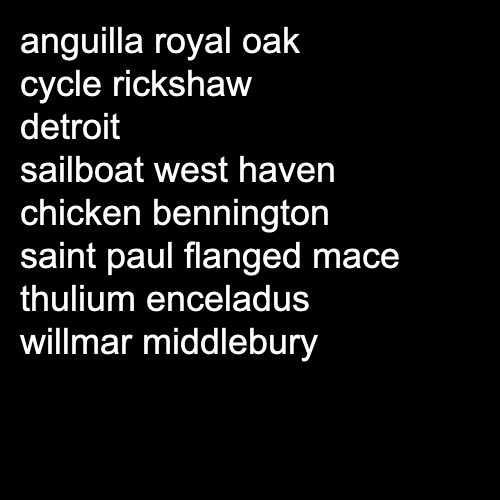 anguilla royal oak
cycle rickshaw
detroit
sailboat west haven
chicken bennington
saint paul flanged mace
thulium enceladus
willmar middlebury